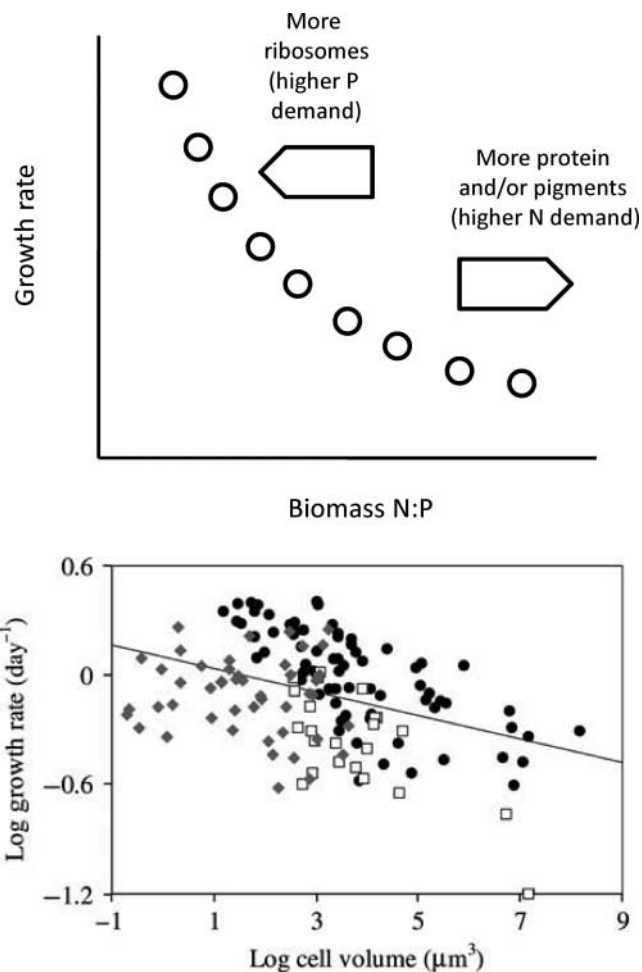 More
ribosomes
(higher P
demand)
More protein
and/or pigments
(higher N demand)
Growth rate
Biomass N:P
0.6
0
−0.6
−1.2
Log growth rate (day⁻¹)
−1
1
3
5
7
9
Log cell volume (µm³)